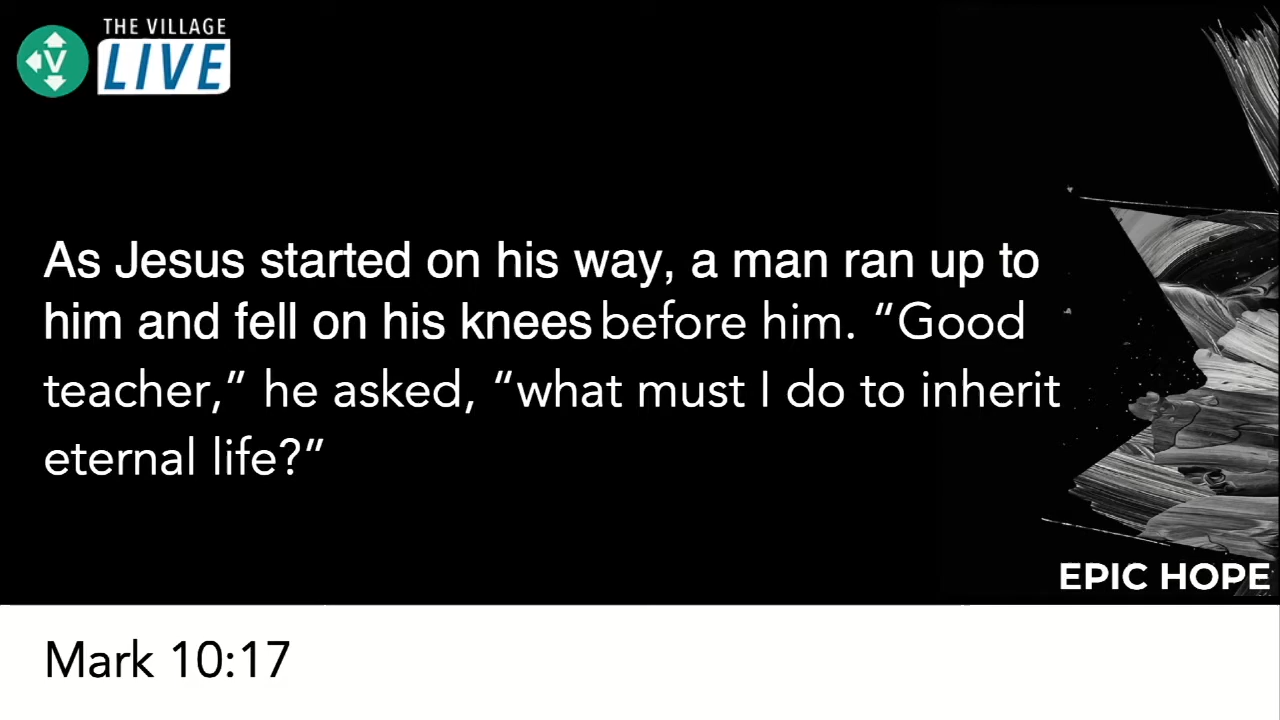 THE VILLAGE
V LIVE
As Jesus started on his way, a man ran up to
him and fell on his knees before him. “Good
teacher,” he asked, “what must I do to inherit
eternal life?”
EPIC HOPE
Mark 10:17